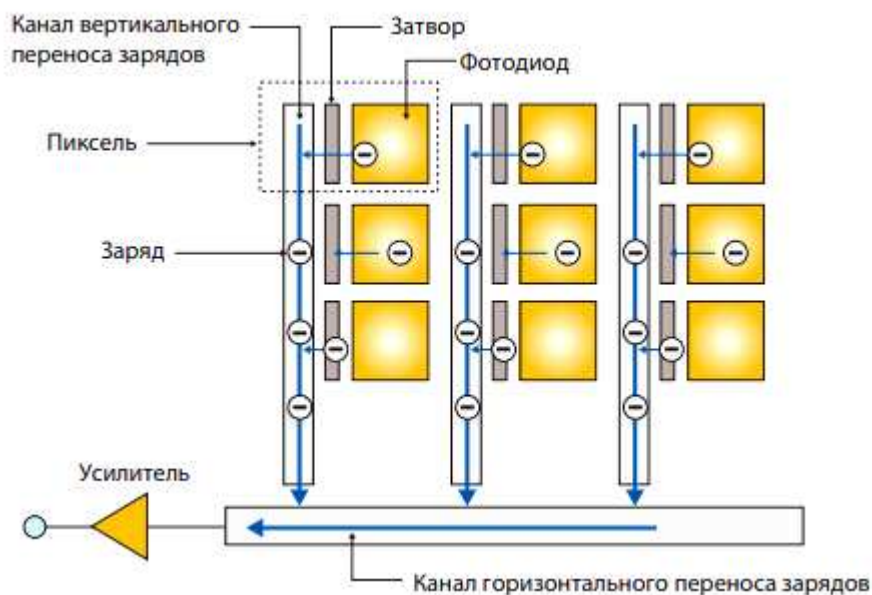 Канал вертикального
переноса зарядов
Затвор
Фотодиод
Пиксель
Заряд
Усилитель
Канал горизонтального переноса зарядов